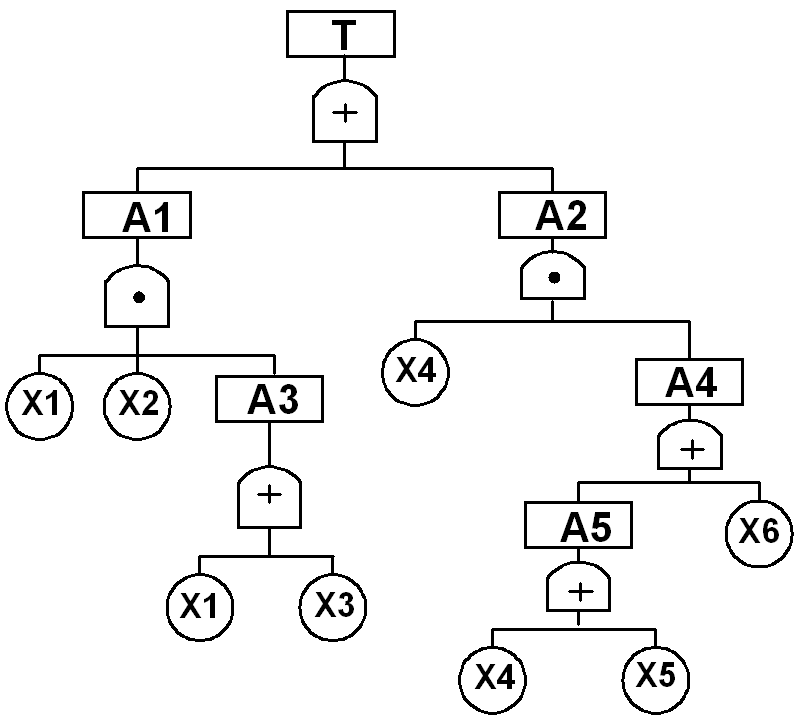 T
+
A1 A2
• •
X1 X2 A3 X4 A4
+ +
X1 X3 A5 X6
+
X4 X5